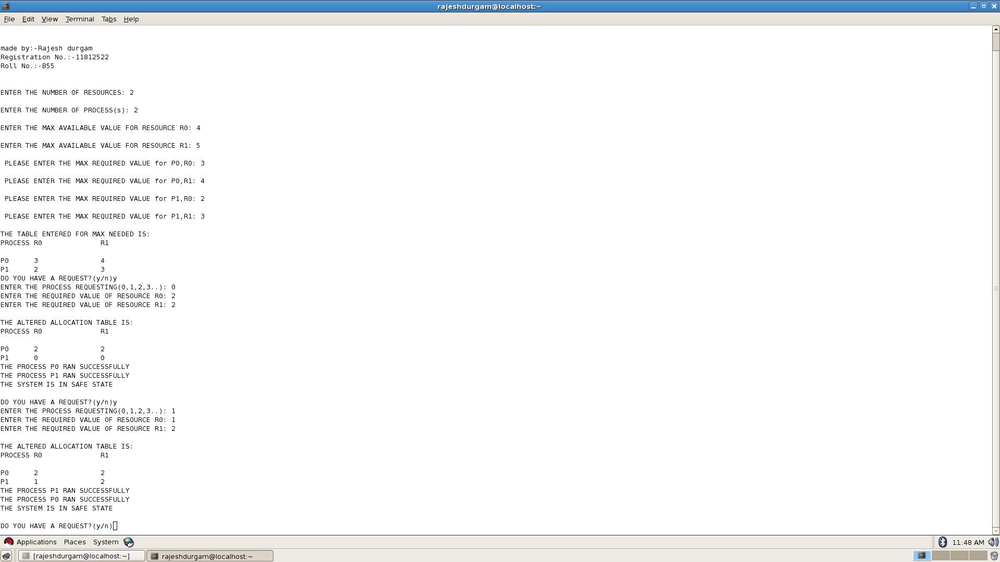 rajeshdurgam@localhost:~
File Edit View Terminal Tabs Help
made by:-Rajesh durgam
Registration No.:-11812522
Roll No.:-B55
ENTER THE NUMBER OF RESOURCES: 2
ENTER THE NUMBER OF PROCESS(s): 2
ENTER THE MAX AVAILABLE VALUE FOR RESOURCE R0: 4
ENTER THE MAX AVAILABLE VALUE FOR RESOURCE R1: 5
PLEASE ENTER THE MAX REQUIRED VALUE for P0,R0: 3
PLEASE ENTER THE MAX REQUIRED VALUE for P0,R1: 4
PLEASE ENTER THE MAX REQUIRED VALUE for P1,R0: 2
PLEASE ENTER THE MAX REQUIRED VALUE for P1,R1: 3
THE TABLE ENTERED FOR MAX NEEDED IS:
PROCESS R0 R1
P0 3 4
P1 2 3
DO YOU HAVE A REQUEST?(y/n)y
ENTER THE PROCESS REQUESTING(0,1,2,3..): 0
ENTER THE REQUIRED VALUE OF RESOURCE R0: 2
ENTER THE REQUIRED VALUE OF RESOURCE R1: 2
THE ALTERED ALLOCATION TABLE IS:
PROCESS R0 R1
P0 2 2
P1 0 0
THE PROCESS P0 RAN SUCCESSFULLY
THE PROCESS P1 RAN SUCCESSFULLY
THE SYSTEM IS IN SAFE STATE
DO YOU HAVE A REQUEST?(y/n)y
ENTER THE PROCESS REQUESTING(0,1,2,3..): 1
ENTER THE REQUIRED VALUE OF RESOURCE R0: 1
ENTER THE REQUIRED VALUE OF RESOURCE R1: 2
THE ALTERED ALLOCATION TABLE IS:
PROCESS R0 R1
P0 2 2
P1 1 2
THE PROCESS P1 RAN SUCCESSFULLY
THE PROCESS P0 RAN SUCCESSFULLY
THE SYSTEM IS IN SAFE STATE
DO YOU HAVE A REQUEST?(y/n)
Applications Places System 11:48 AM
[rajeshdurgam@localhost:~] rajeshdurgam@localhost:~